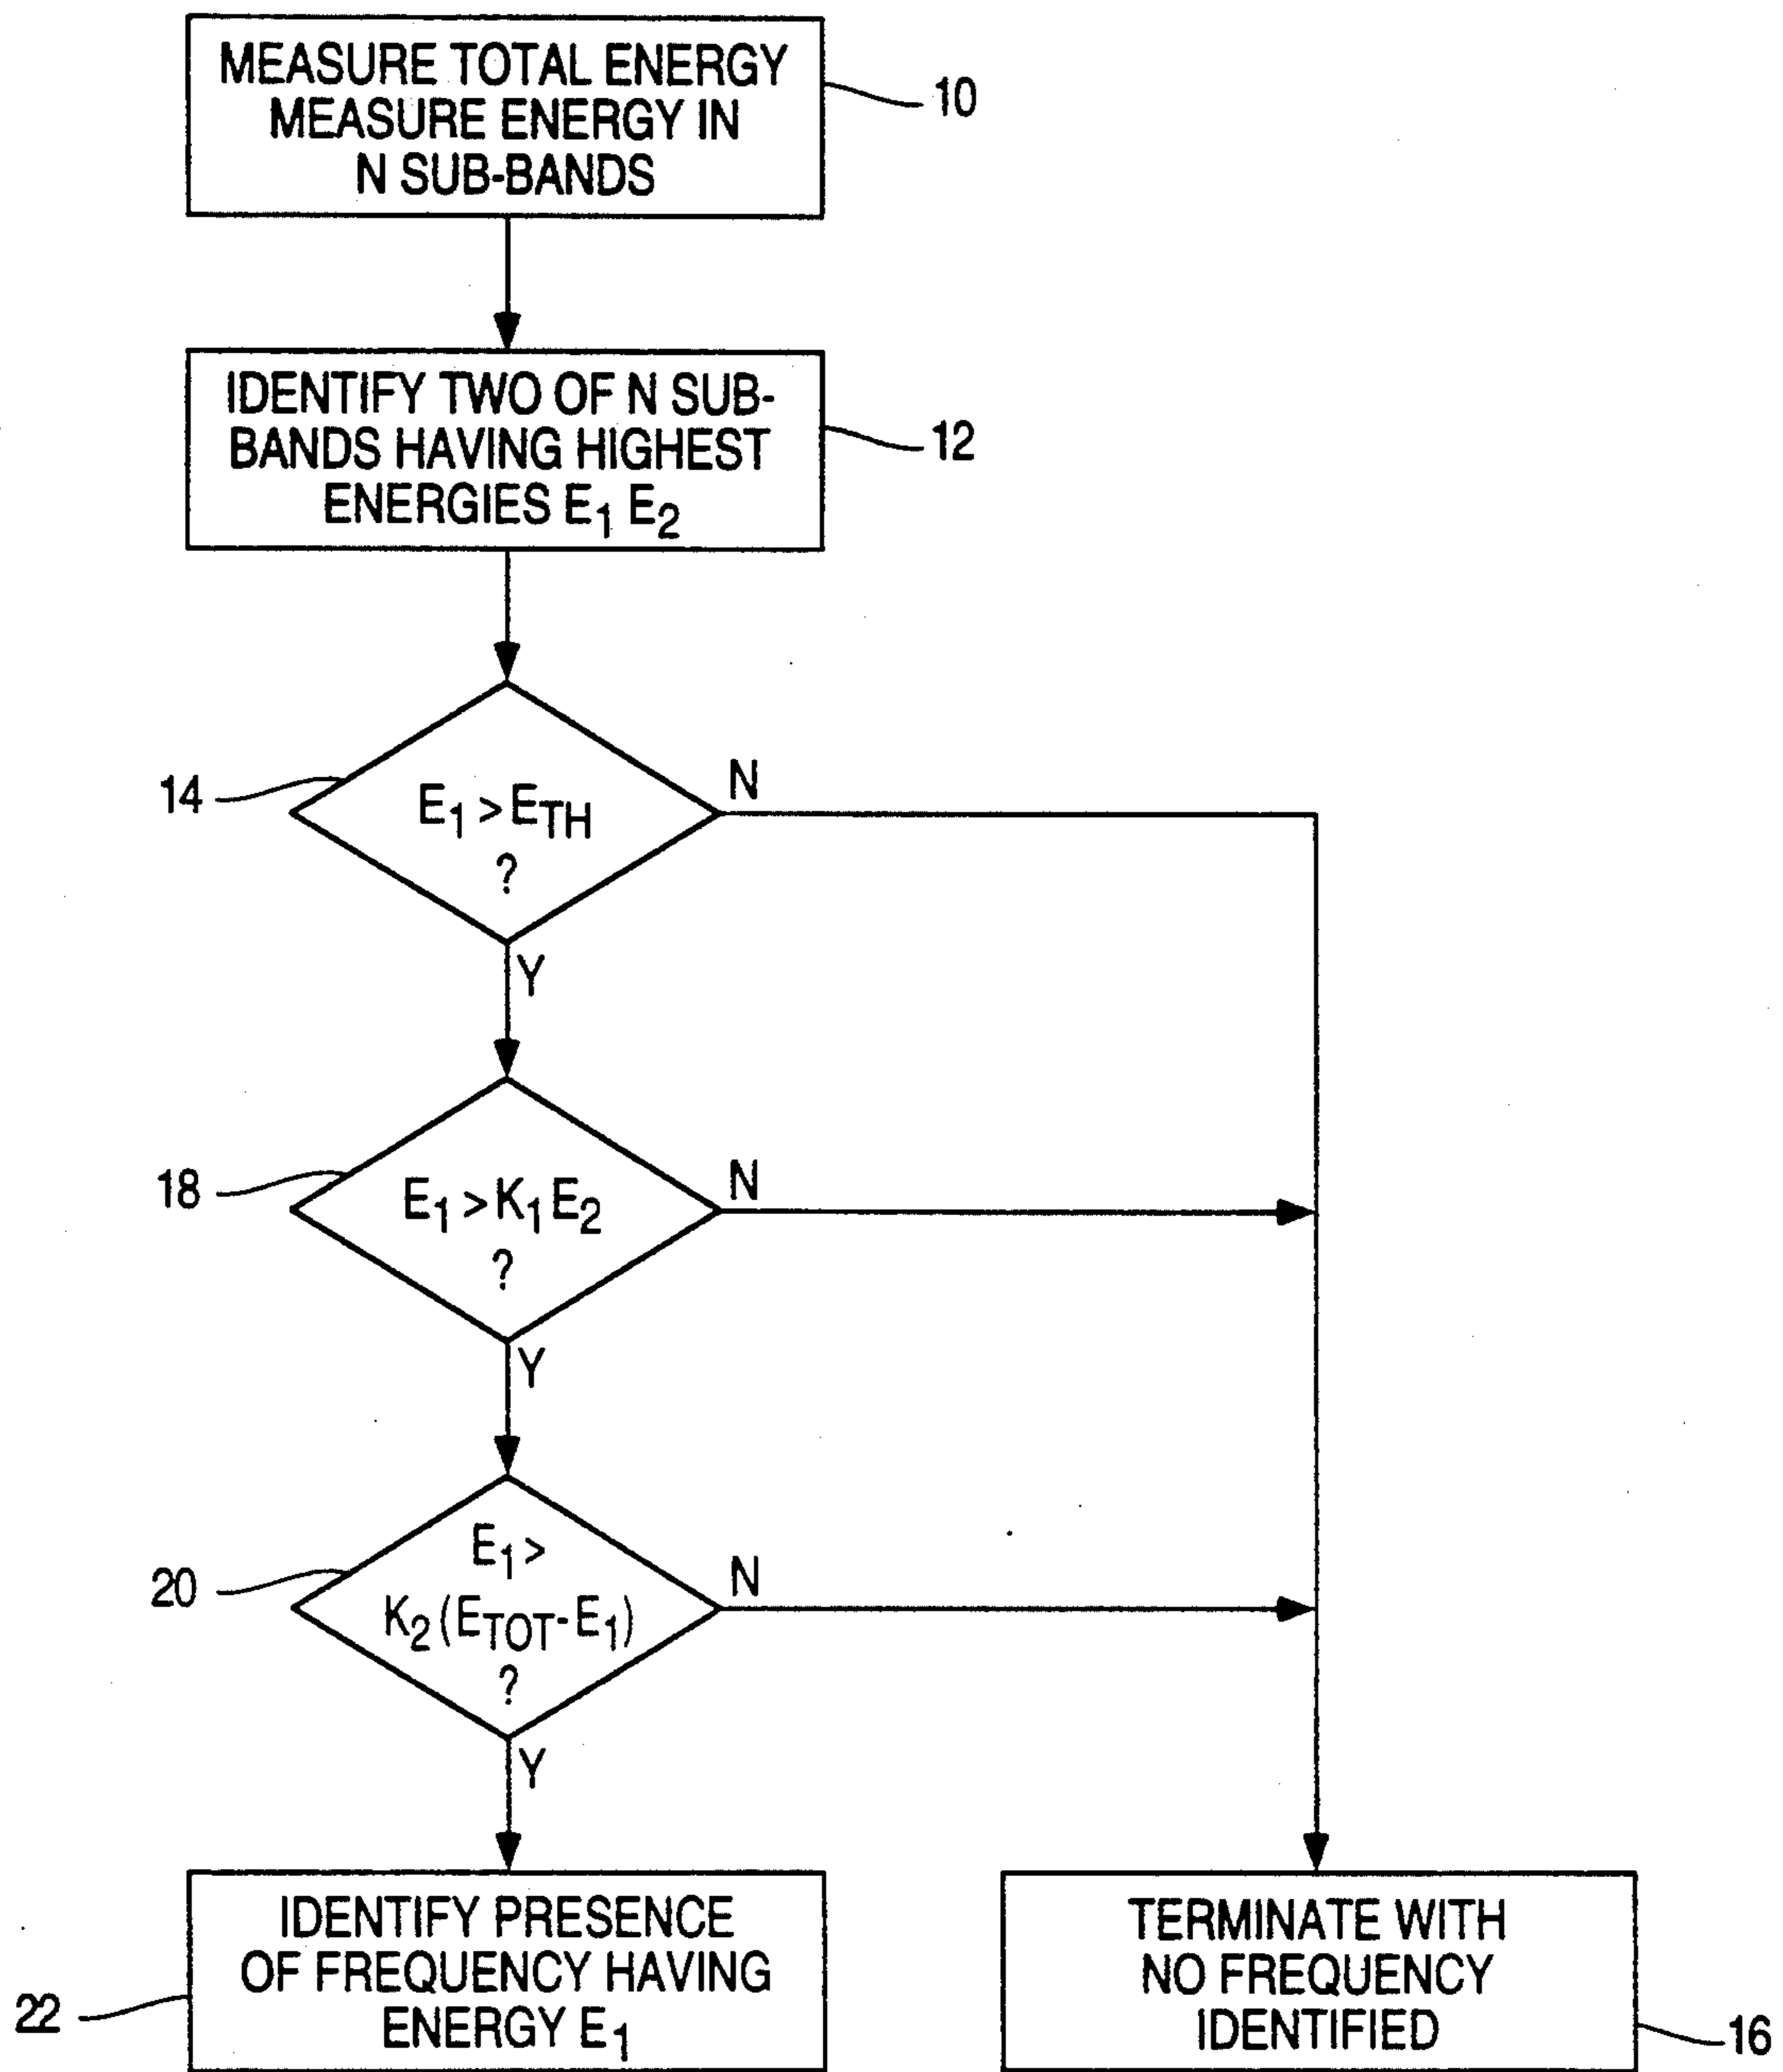 MEASURE TOTAL ENERGY
MEASURE ENERGY IN
N SUB-BANDS
10
IDENTIFY TWO OF N SUB-
BANDS HAVING HIGHEST
ENERGIES E1 E2
12
14
E1 > ETH
?
N
Y
18
E1 > K1 E2
?
N
Y
20
E1 >
K2 (ETOT - E1)
?
N
Y
IDENTIFY PRESENCE
OF FREQUENCY HAVING
ENERGY E1
22
TERMINATE WITH
NO FREQUENCY
IDENTIFIED
16